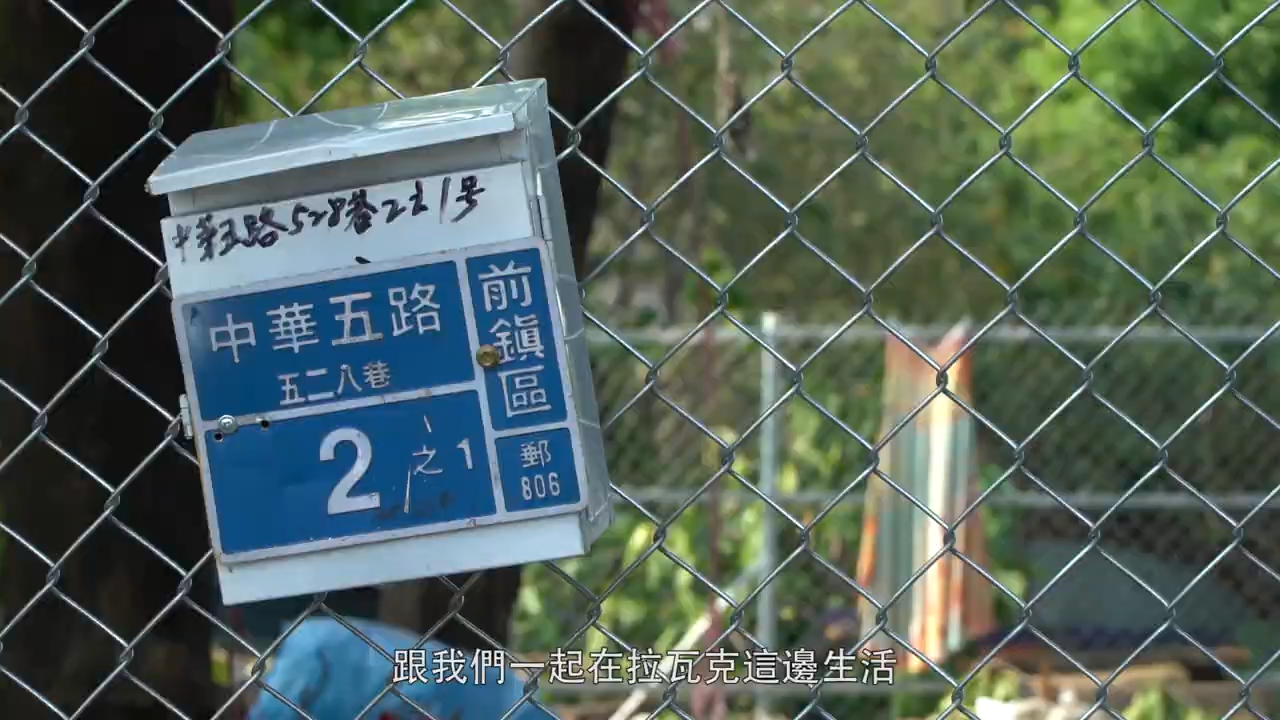 中華五路528巷2之1号
中華五路
五二八巷
2之1
前鎮區
郵
806
跟我們一起在拉瓦克這邊生活